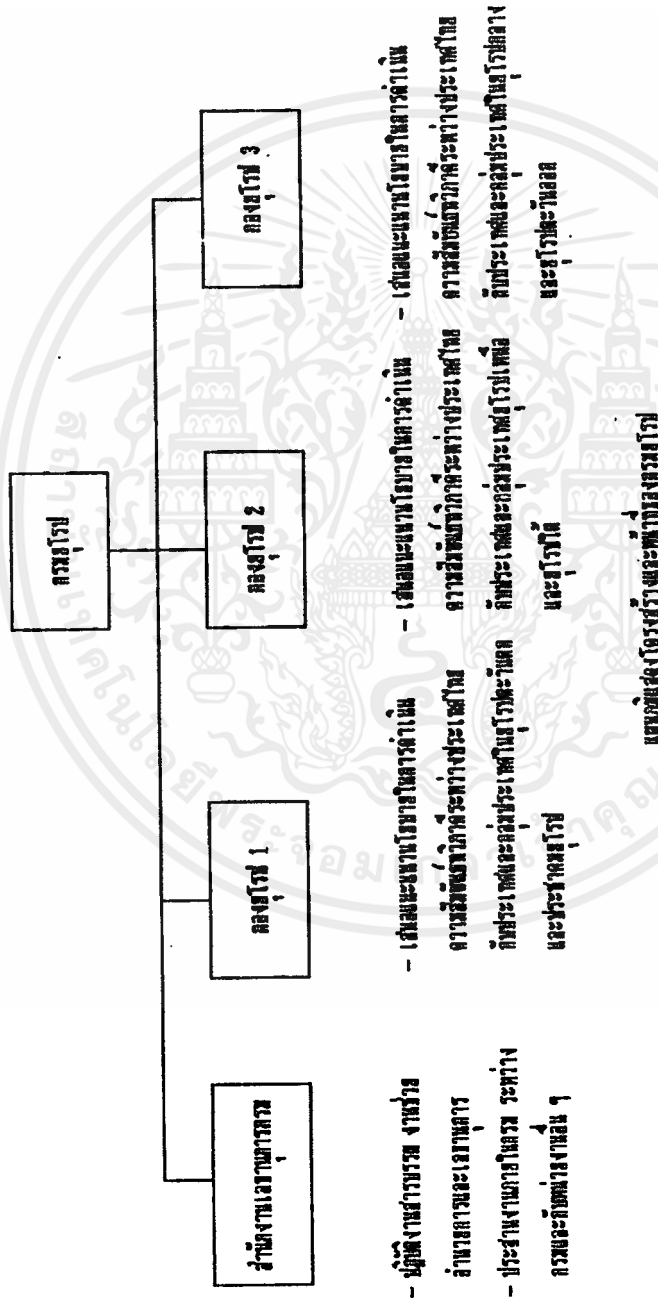 กรมยุโรป
สำนักงานเลขานุการกรม
กองยุโรป 1
กองยุโรป 2
กองยุโรป 3
- ปฏิบัติงานสารบรรณ งานช่วย
อำนวยการและเลขานุการ
- ประสานงานภายในกรม ระหว่าง
กรมและกับหน่วยงานอื่น ๆ
- เสนอแนะแนวนโยบายในการดำเนิน
ความสัมพันธ์ทวิภาคีระหว่างประเทศไทย
กับประเทศและกลุ่มประเทศในยุโรปตะวันตก
และประชาคมยุโรป
- เสนอแนะแนวนโยบายในการดำเนิน
ความสัมพันธ์ทวิภาคีระหว่างประเทศไทย
กับประเทศและกลุ่มประเทศยุโรปเหนือ
และยุโรปใต้
- เสนอแนะแนวนโยบายในการดำเนิน
ความสัมพันธ์ทวิภาคีระหว่างประเทศไทย
กับประเทศและกลุ่มประเทศในยุโรปกลาง
และยุโรปตะวันออก
แผนภูมิแสดงโครงสร้างและหน้าที่ของกรมยุโรป